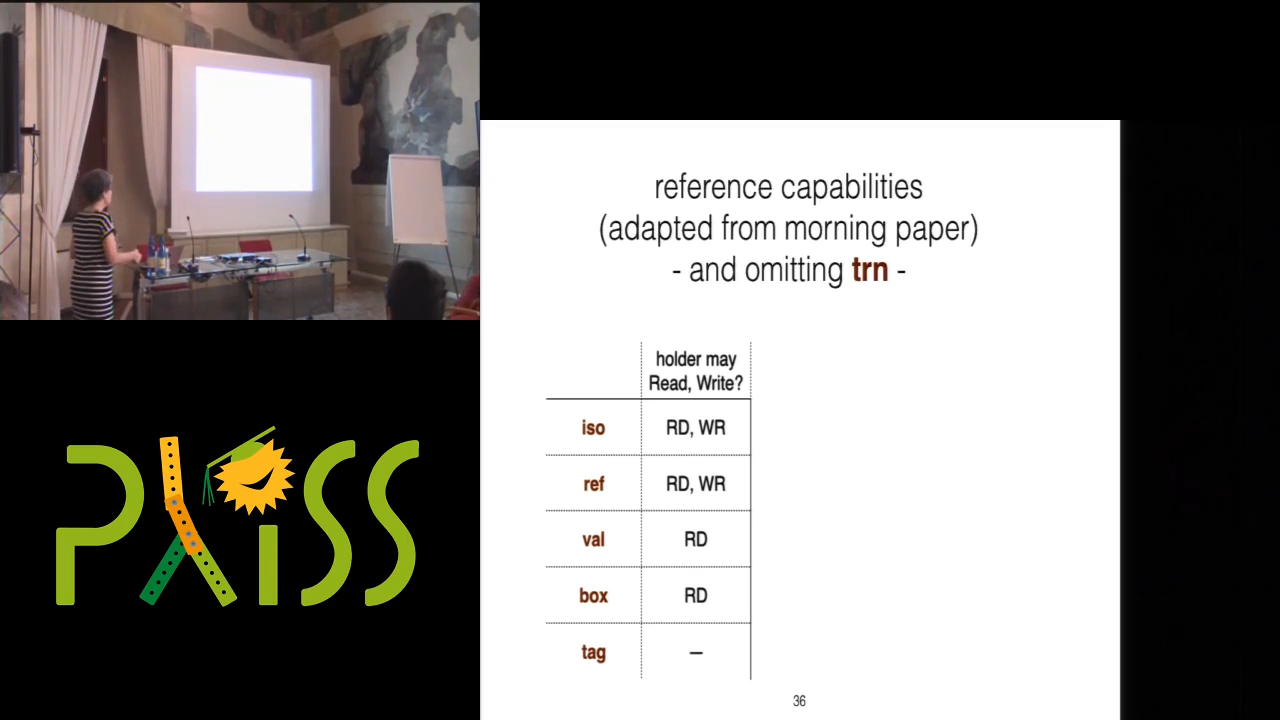 reference capabilities
(adapted from morning paper)
- and omitting trn -
holder may
Read, Write?
iso RD, WR
ref RD, WR
val RD
box RD
tag –
36
PLISS